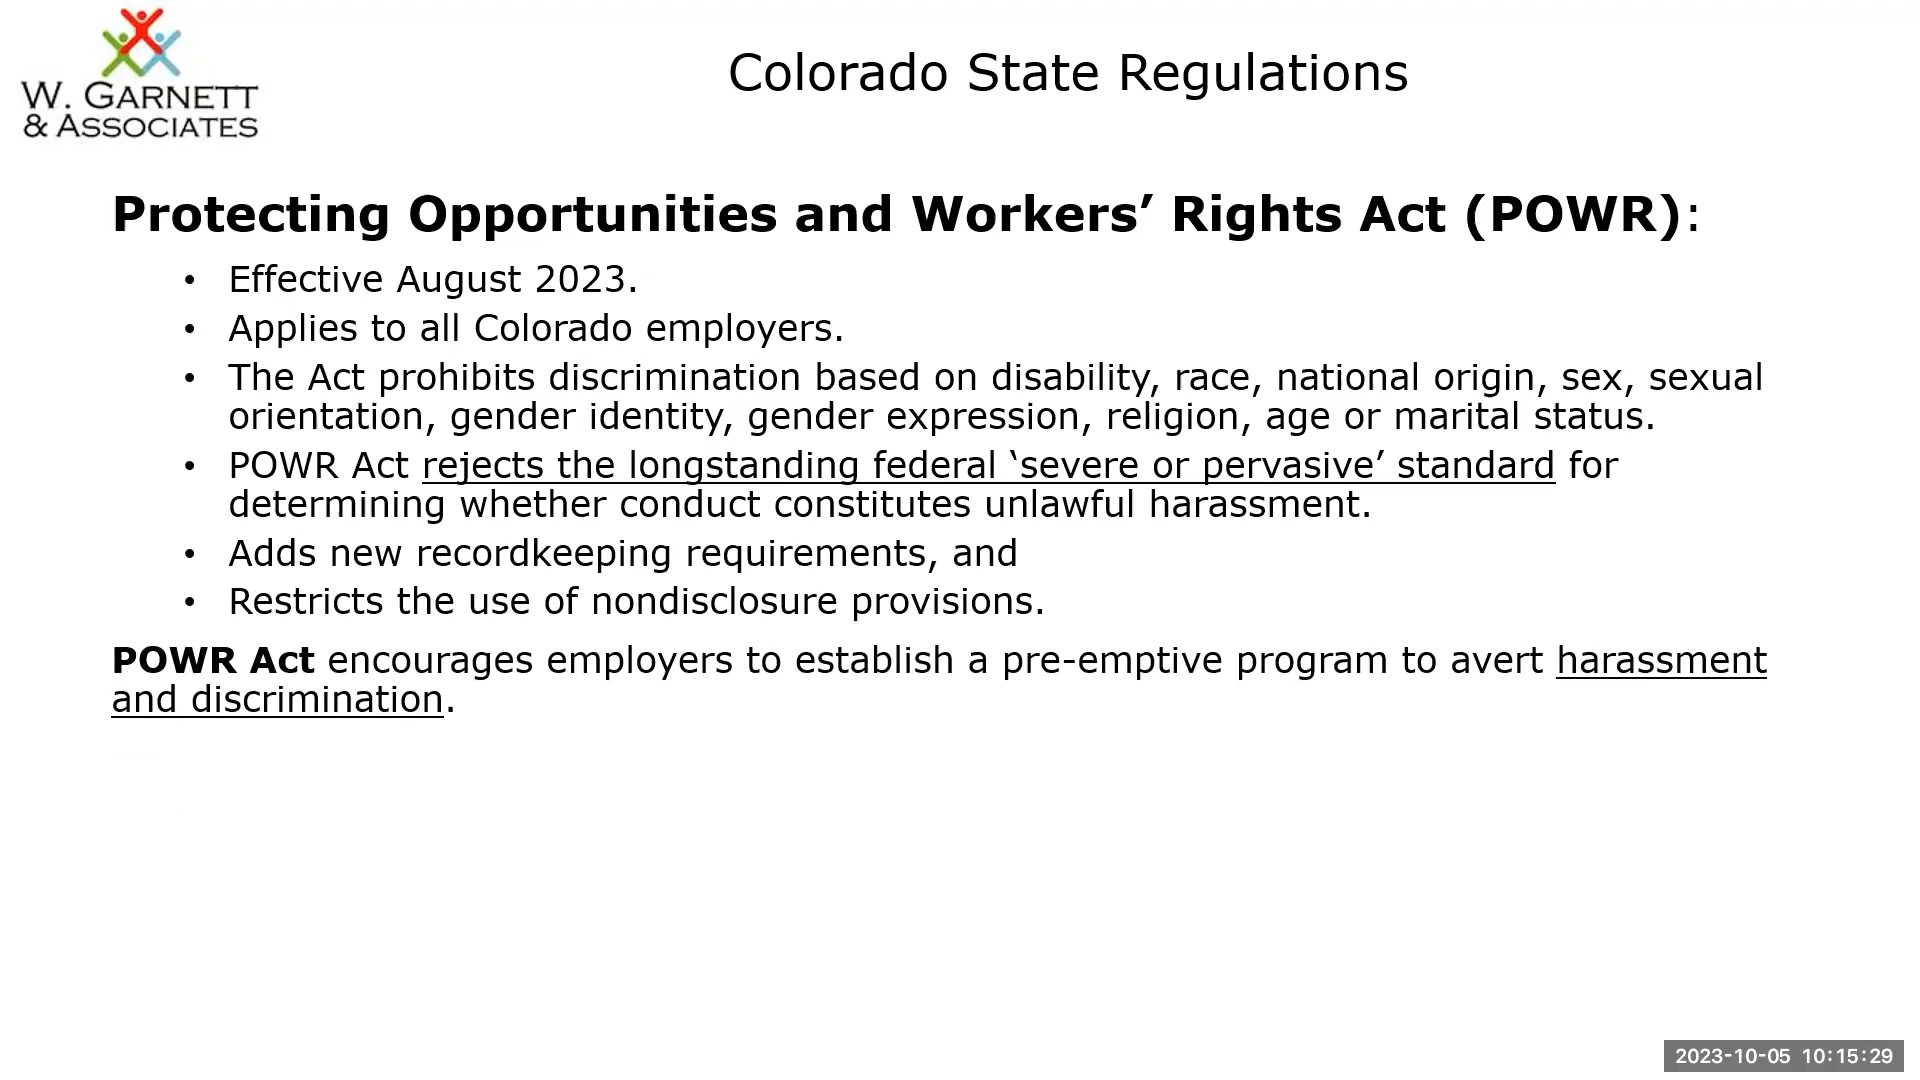 W. GARNETT
& ASSOCIATES
Colorado State Regulations
Protecting Opportunities and Workers’ Rights Act (POWR):
• Effective August 2023.
• Applies to all Colorado employers.
• The Act prohibits discrimination based on disability, race, national origin, sex, sexual
orientation, gender identity, gender expression, religion, age or marital status.
• POWR Act rejects the longstanding federal ‘severe or pervasive’ standard for
determining whether conduct constitutes unlawful harassment.
• Adds new recordkeeping requirements, and
• Restricts the use of nondisclosure provisions.
POWR Act encourages employers to establish a pre-emptive program to avert harassment
and discrimination.
2023-10-05 10:15:29